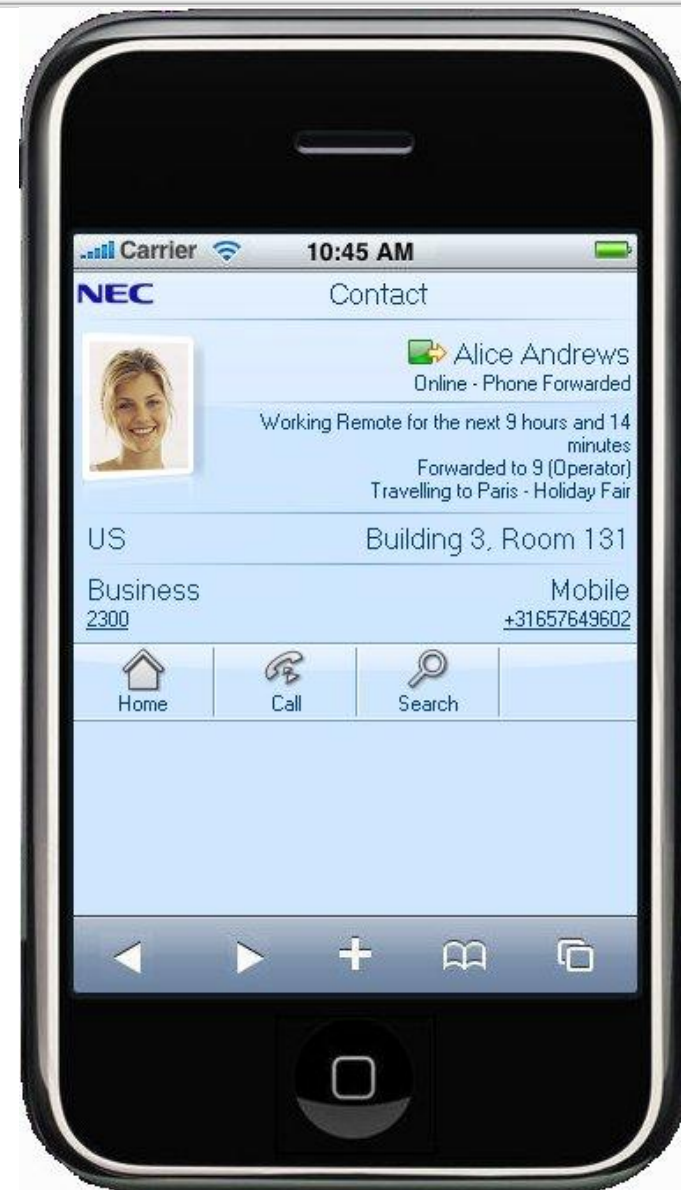 Carrier 10:45 AM
NEC Contact
Alice Andrews
Online - Phone Forwarded
Working Remote for the next 9 hours and 14
minutes
Forwarded to 9 (Operator)
Travelling to Paris - Holiday Fair
US Building 3, Room 131
Business Mobile
2300 +31657649602
Home Call Search